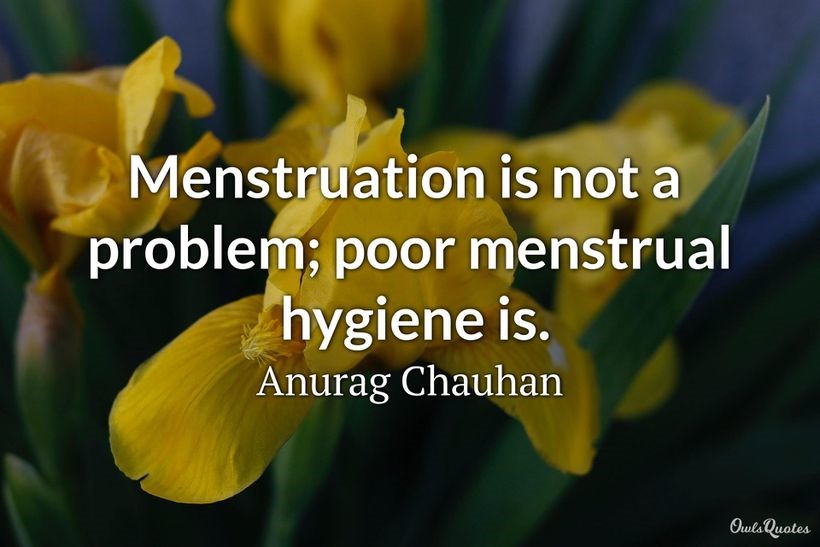 Menstruation is not a
problem; poor menstrual
hygiene is.
Anurag Chauhan
OwlsQuotes